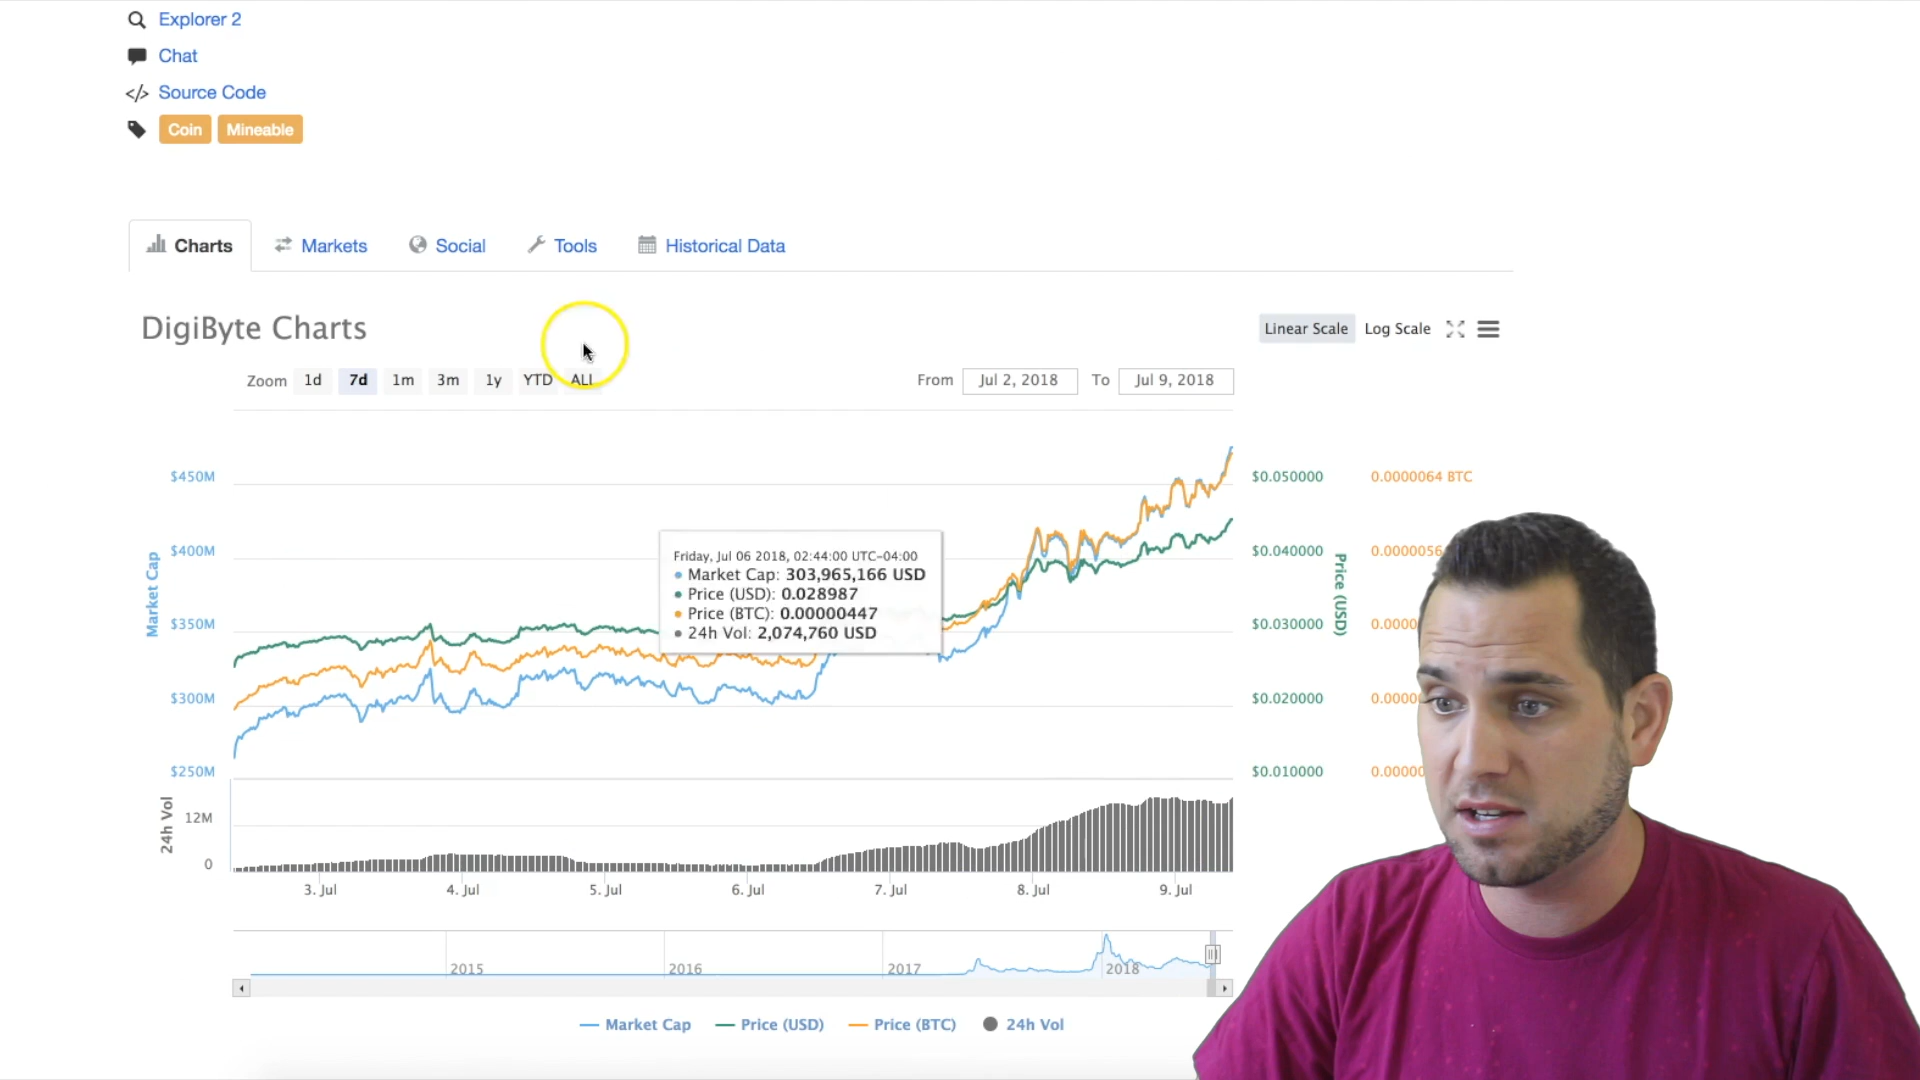 Explorer 2
Chat
Source Code
Coin Mineable
Charts Markets Social Tools Historical Data
DigiByte Charts
Linear Scale Log Scale
Zoom 1d 7d 1m 3m 1y YTD ALL
From Jul 2, 2018 To Jul 9, 2018
$450M $0.050000 0.0000064 BTC
$400M $0.040000 0.0000056
$350M $0.030000
$300M $0.020000
$250M $0.010000
Market Cap
Price (USD)
Friday, Jul 06 2018, 02:44:00 UTC-04:00
Market Cap: 303,965,166 USD
Price (USD): 0.028987
Price (BTC): 0.00000447
24h Vol: 2,074,760 USD
24h Vol
12M
0
3. Jul 4. Jul 5. Jul 6. Jul 7. Jul 8. Jul 9. Jul
2015 2016 2017 2018
Market Cap Price (USD) Price (BTC) 24h Vol